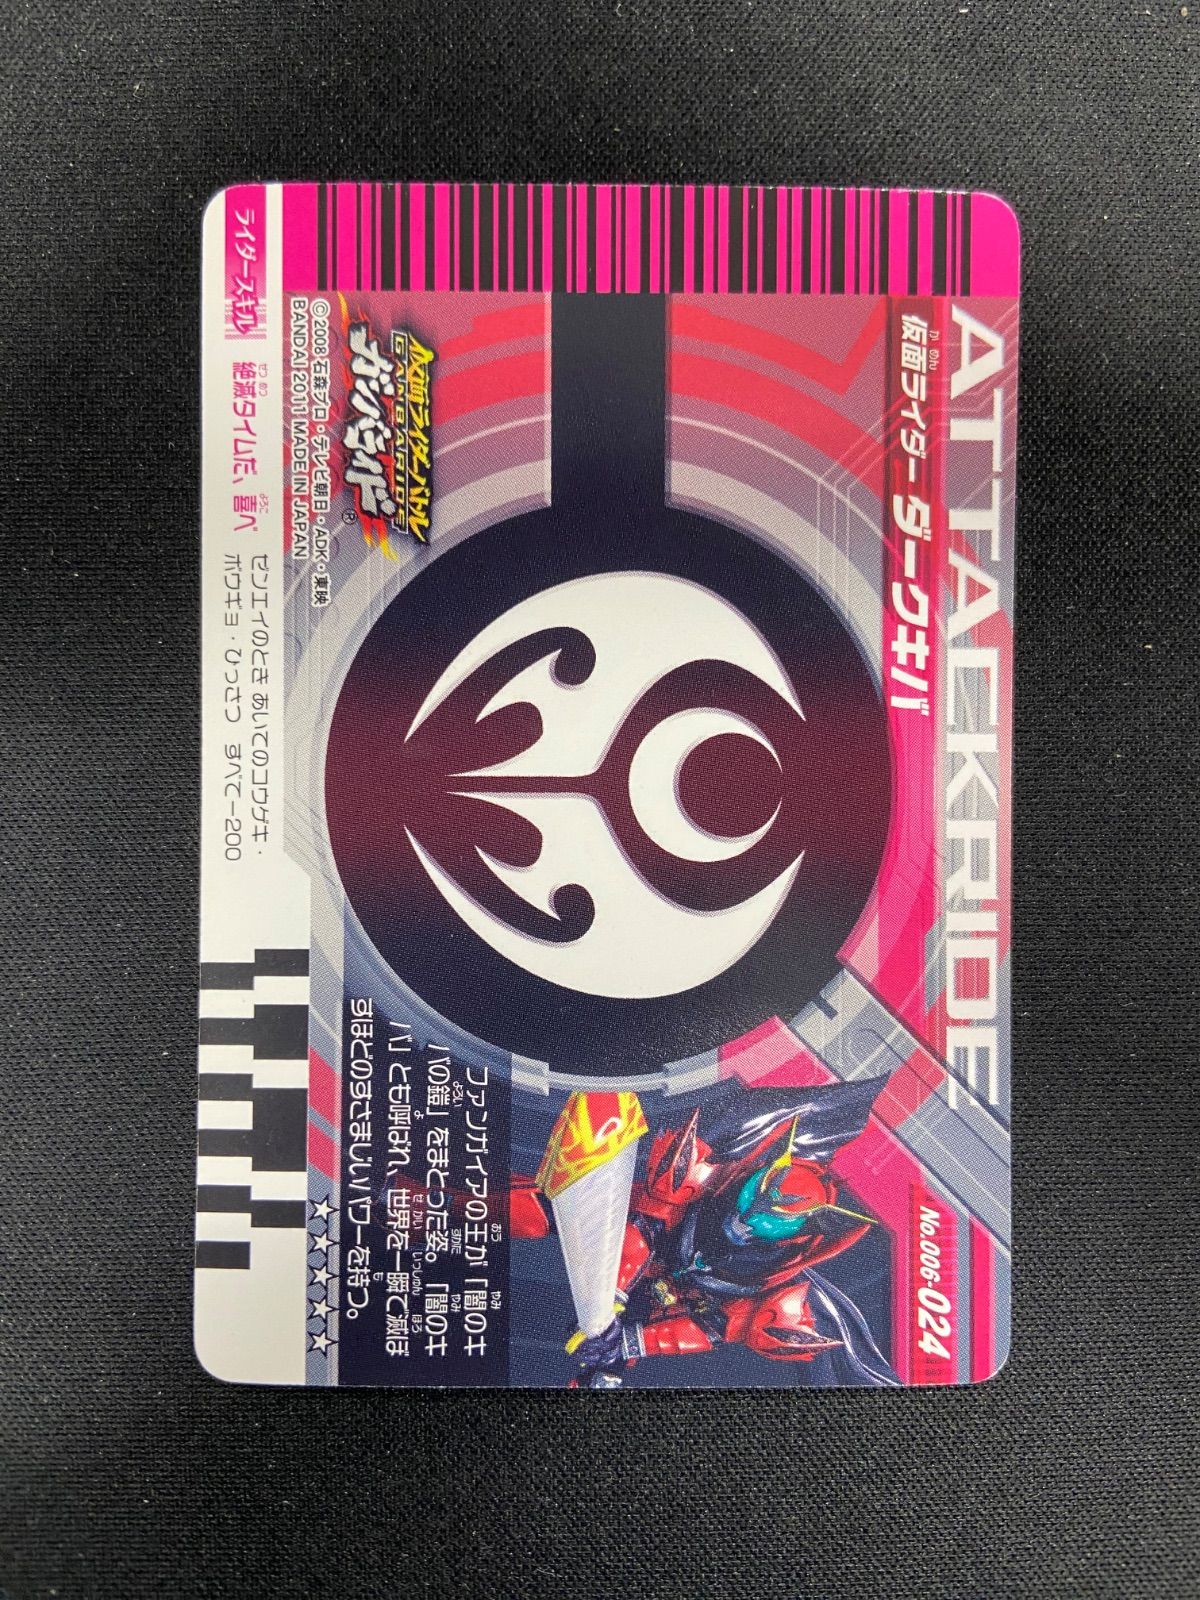 ATTACKRIDE
仮面ライダーダークキバ
No.006-024
仮面ライダーバトル
GANBARIDE
ガンバライド®
©2008 石森プロ・テレビ朝日・ADK・東映
BANDAI 2011 MADE IN JAPAN
ファンガイアの王が「闇のキ
バの鎧」をまとった姿。「闇のキ
バ」とも呼ばれ、世界を一瞬で滅ぼ
すほどのすさまじいパワーを持つ。
★★★★★
ライダースキル
絶滅タイムだ、喜べ
ゼンエイのとき あいてのコウゲキ・
ボウギョ・ひっさつ すべて-200